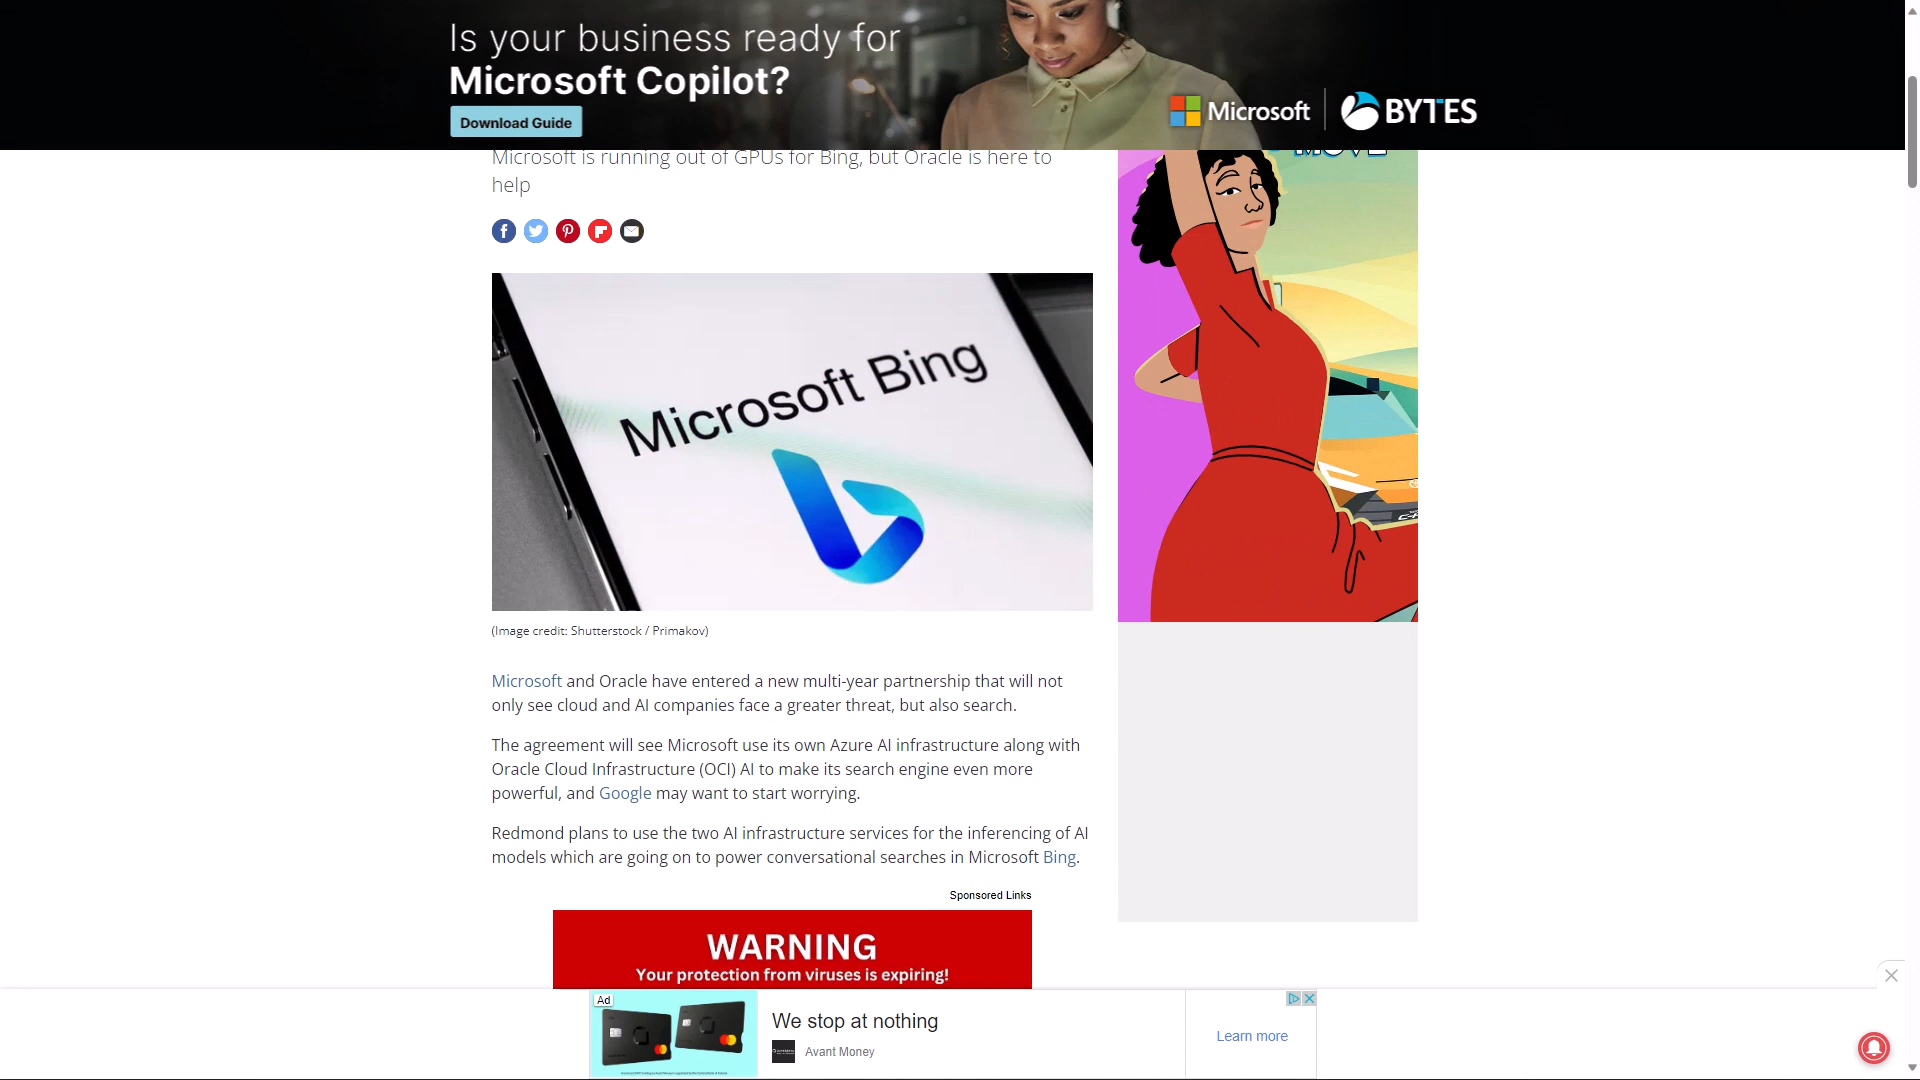 Is your business ready for
Microsoft Copilot?
Download Guide
Microsoft
BYTES
Microsoft is running out of GPUs for Bing, but Oracle is here to
help
Microsoft Bing
(Image credit: Shutterstock / Primakov)
Microsoft and Oracle have entered a new multi-year partnership that will not
only see cloud and AI companies face a greater threat, but also search.
The agreement will see Microsoft use its own Azure AI infrastructure along with
Oracle Cloud Infrastructure (OCI) AI to make its search engine even more
powerful, and Google may want to start worrying.
Redmond plans to use the two AI infrastructure services for the inferencing of AI
models which are going on to power conversational searches in Microsoft Bing.
Sponsored Links
WARNING
Your protection from viruses is expiring!
Ad
We stop at nothing
Avant Money
Learn more